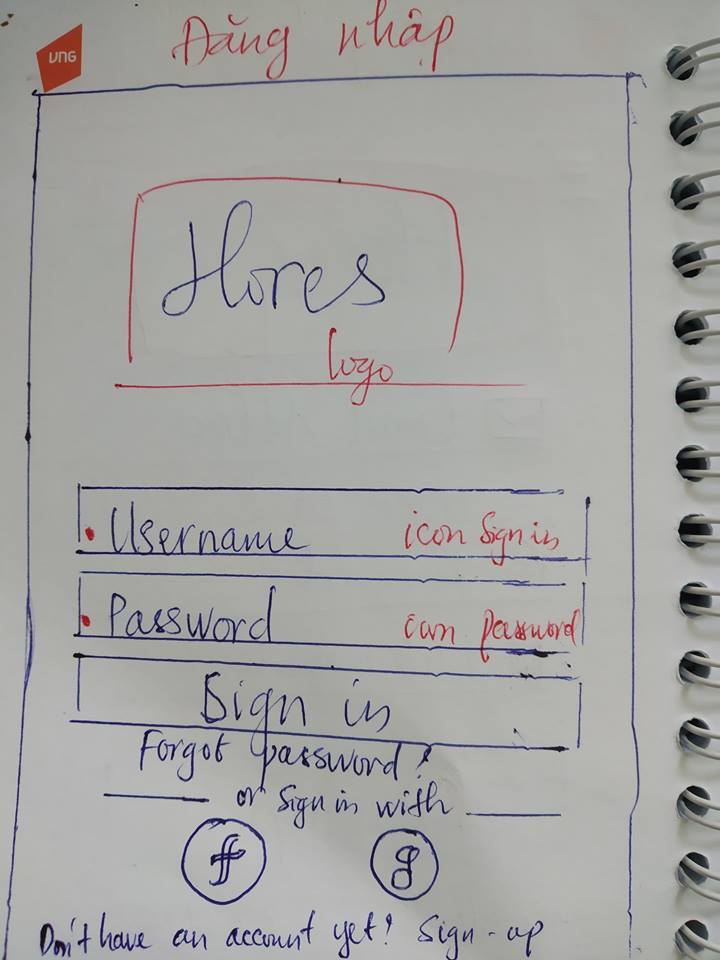 VNG
Đăng nhập
Hores
logo
Username icon Sign in
Password icon password
Sign in
Forgot password?
or Sign in with
f g
Don't have an account yet? Sign-up